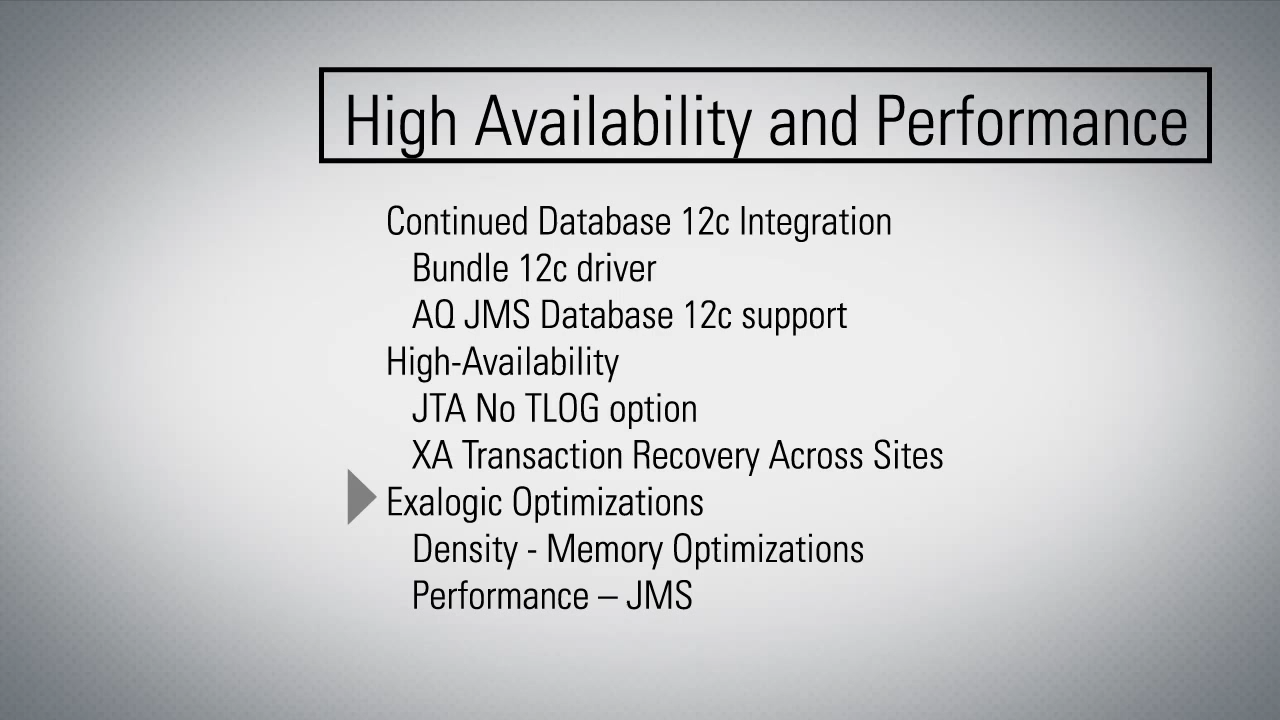 High Availability and Performance
Continued Database 12c Integration
Bundle 12c driver
AQ JMS Database 12c support
High-Availability
JTA No TLOG option
XA Transaction Recovery Across Sites
Exalogic Optimizations
Density - Memory Optimizations
Performance – JMS